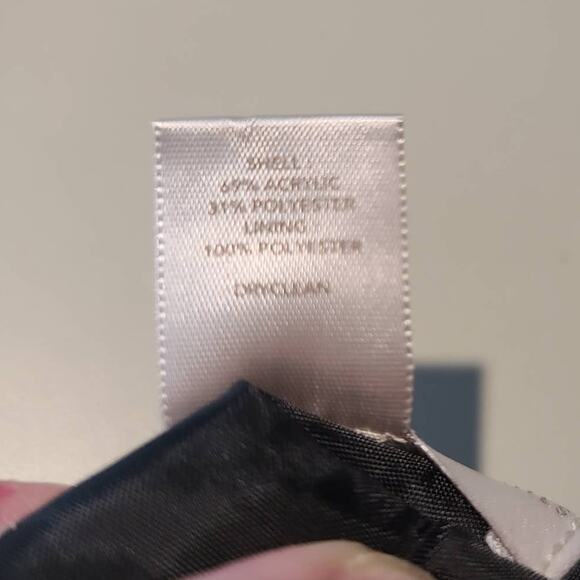 SHELL :
69% ACRYLIC
31% POLYESTER
LINING
100% POLYESTER
DRYCLEAN